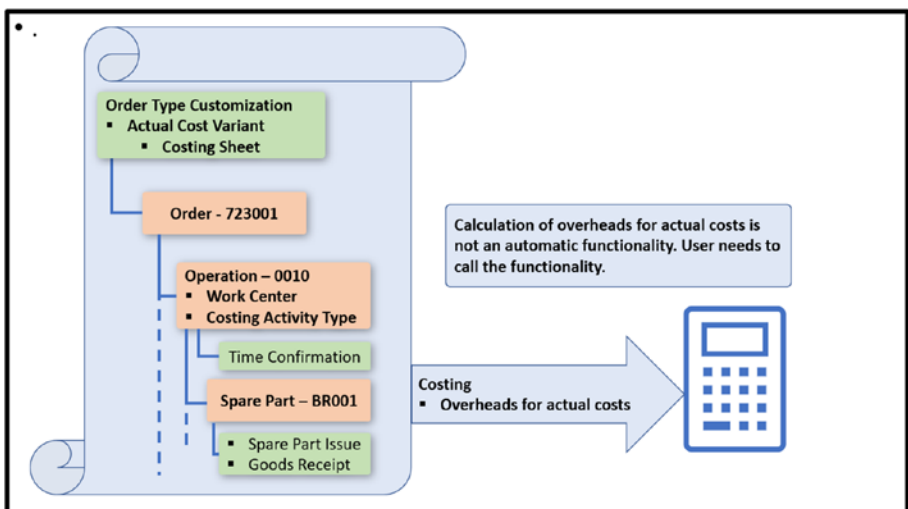 Order Type Customization
▪ Actual Cost Variant
▪ Costing Sheet
Order - 723001
Operation – 0010
▪ Work Center
▪ Costing Activity Type
Time Confirmation
Spare Part – BR001
▪ Spare Part Issue
▪ Goods Receipt
Calculation of overheads for actual costs is
not an automatic functionality. User needs to
call the functionality.
Costing
▪ Overheads for actual costs